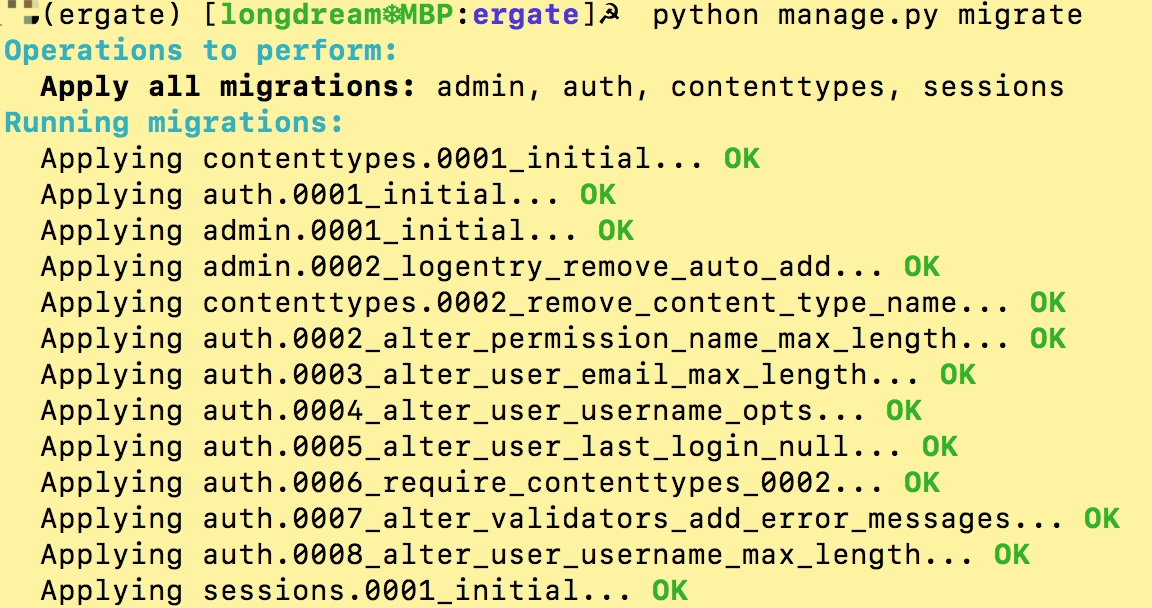 (ergate) [longdream❄MBP:ergate]☭  python manage.py migrate
Operations to perform:
  Apply all migrations: admin, auth, contenttypes, sessions
Running migrations:
  Applying contenttypes.0001_initial... OK
  Applying auth.0001_initial... OK
  Applying admin.0001_initial... OK
  Applying admin.0002_logentry_remove_auto_add... OK
  Applying contenttypes.0002_remove_content_type_name... OK
  Applying auth.0002_alter_permission_name_max_length... OK
  Applying auth.0003_alter_user_email_max_length... OK
  Applying auth.0004_alter_user_username_opts... OK
  Applying auth.0005_alter_user_last_login_null... OK
  Applying auth.0006_require_contenttypes_0002... OK
  Applying auth.0007_alter_validators_add_error_messages... OK
  Applying auth.0008_alter_user_username_max_length... OK
  Applying sessions.0001_initial... OK